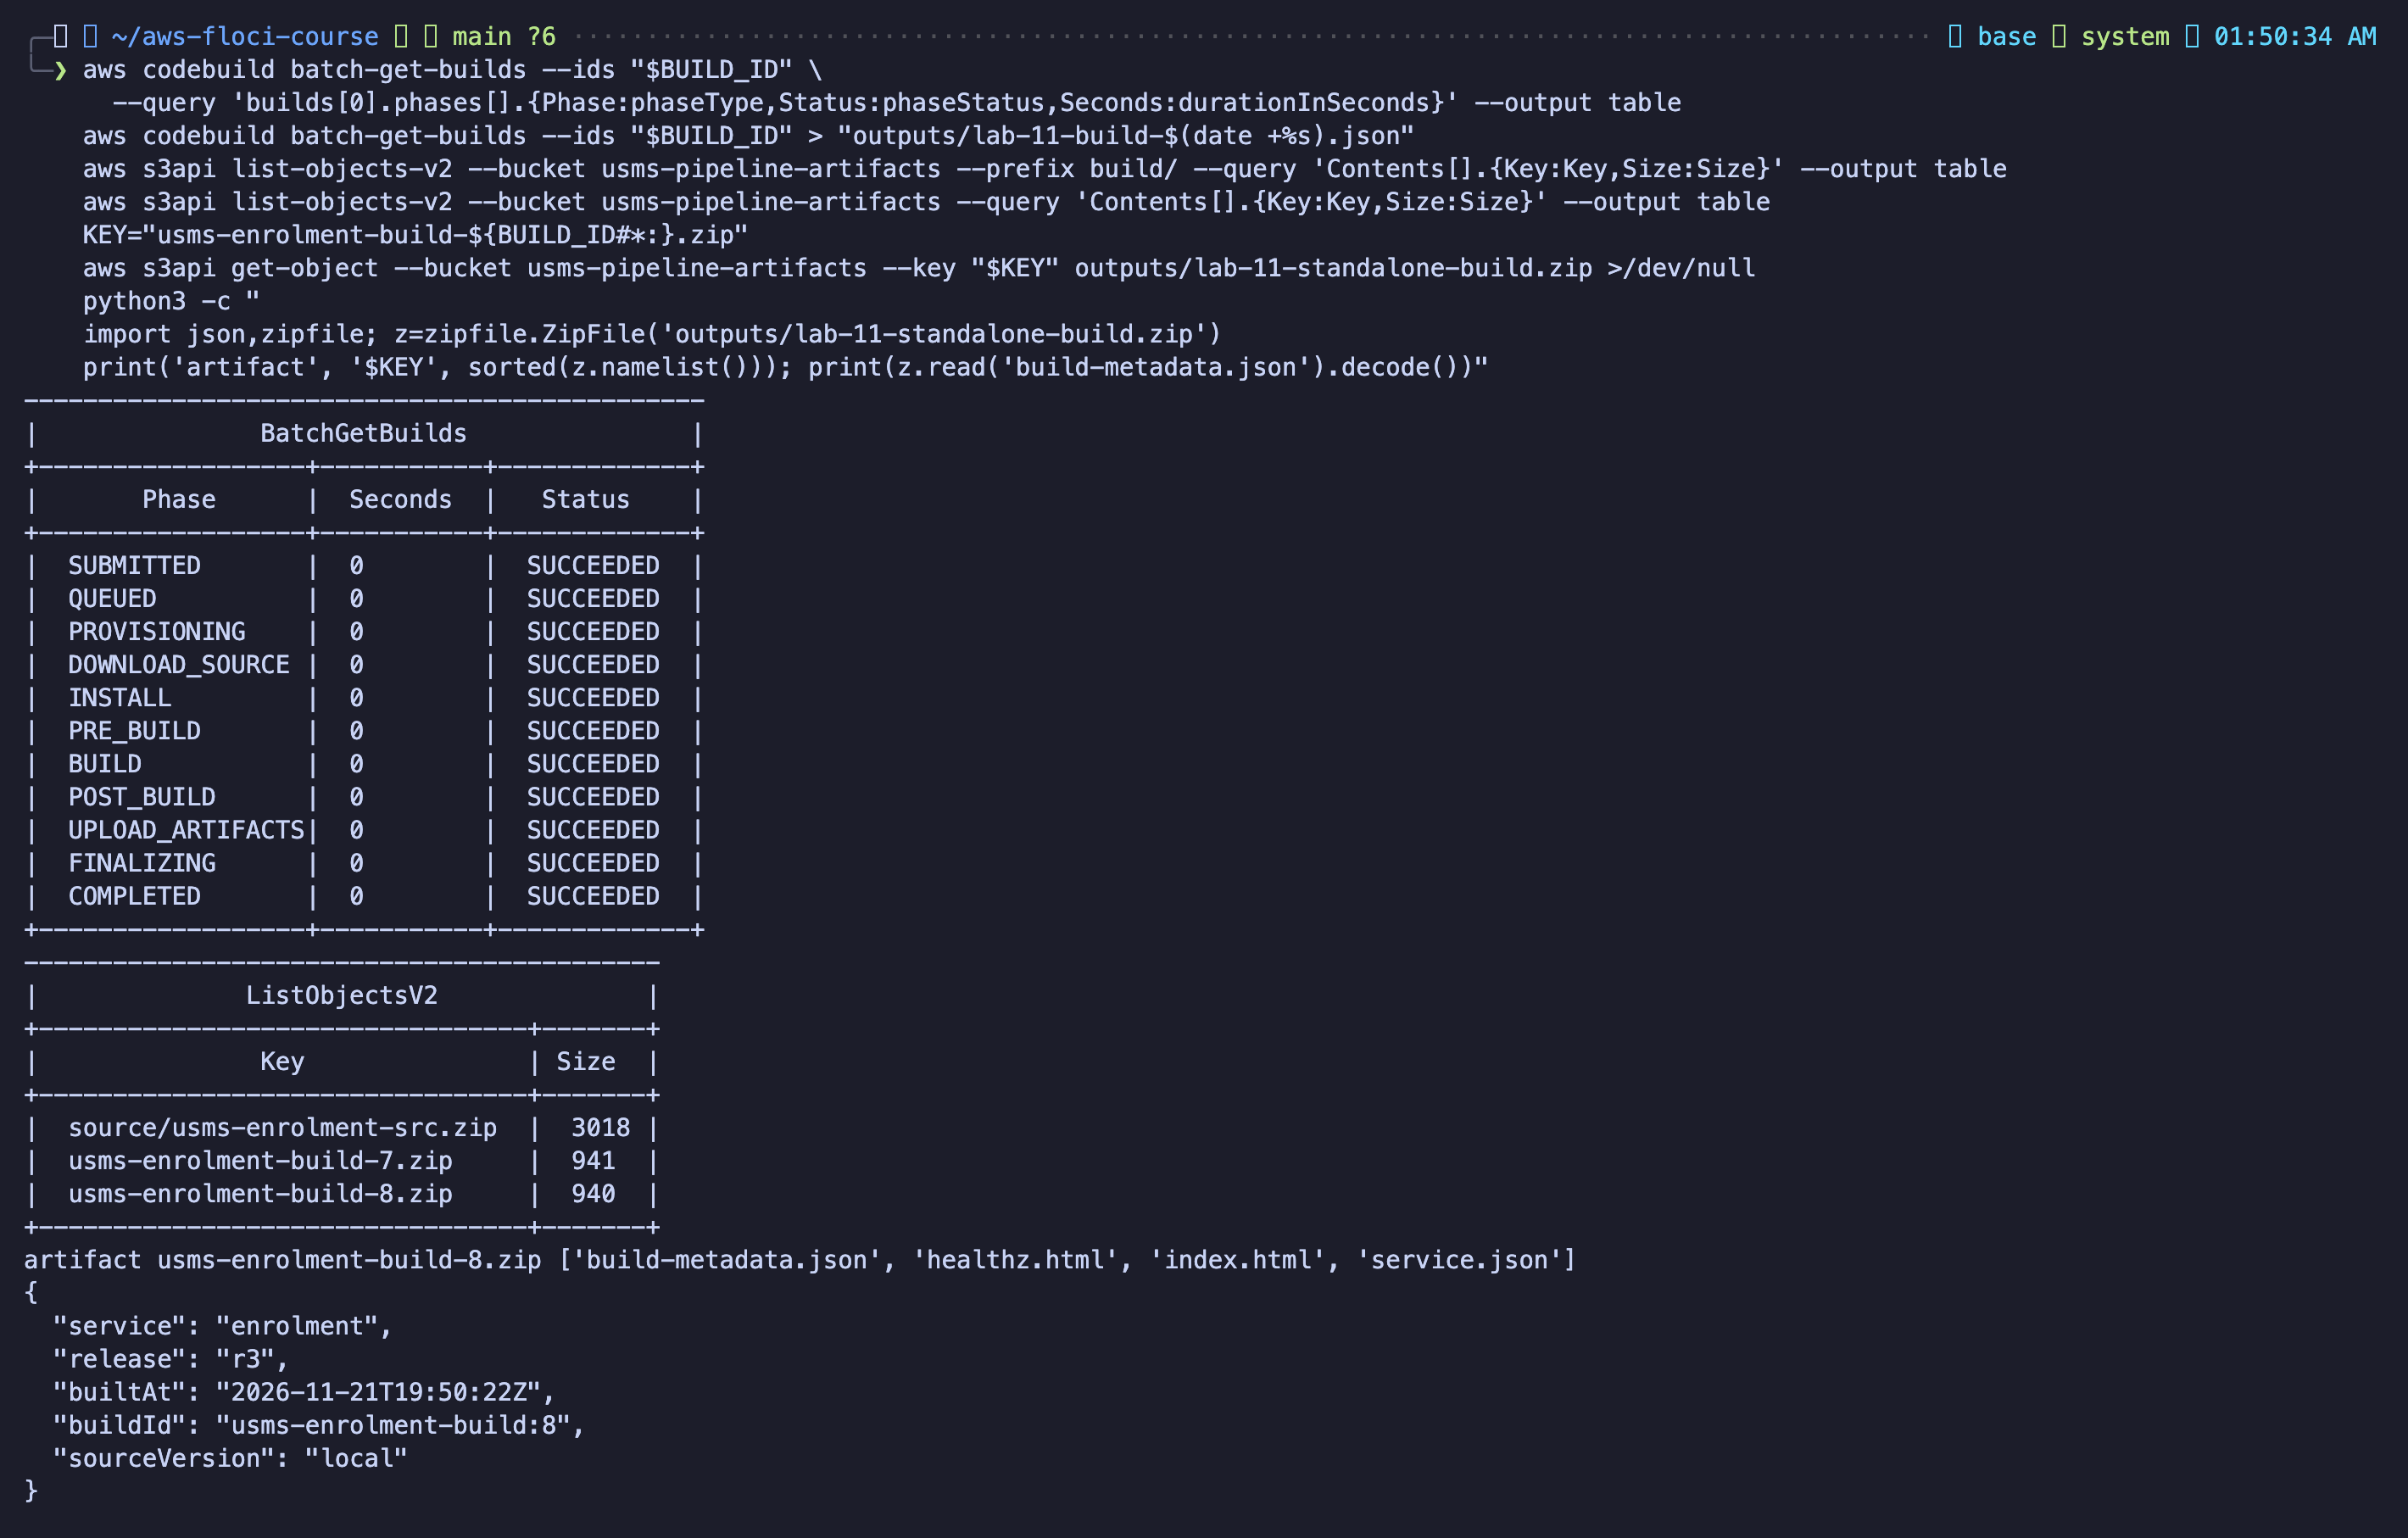 ~/aws-floci-course main ?6 base system 01:50:34 AM
❯ aws codebuild batch-get-builds --ids "$BUILD_ID" \
--query 'builds[0].phases[].{Phase:phaseType,Status:phaseStatus,Seconds:durationInSeconds}' --output table
aws codebuild batch-get-builds --ids "$BUILD_ID" > "outputs/lab-11-build-$(date +%s).json"
aws s3api list-objects-v2 --bucket usms-pipeline-artifacts --prefix build/ --query 'Contents[].{Key:Key,Size:Size}' --output table
aws s3api list-objects-v2 --bucket usms-pipeline-artifacts --query 'Contents[].{Key:Key,Size:Size}' --output table
KEY="usms-enrolment-build-${BUILD_ID#*:}.zip"
aws s3api get-object --bucket usms-pipeline-artifacts --key "$KEY" outputs/lab-11-standalone-build.zip >/dev/null
python3 -c "
import json,zipfile; z=zipfile.ZipFile('outputs/lab-11-standalone-build.zip')
print('artifact', '$KEY', sorted(z.namelist())); print(z.read('build-metadata.json').decode())"
----------------------------------------------
|               BatchGetBuilds               |
+------------------+-----------+-------------+
|       Phase      |  Seconds  |   Status    |
+------------------+-----------+-------------+
|  SUBMITTED       |  0        |  SUCCEEDED  |
|  QUEUED          |  0        |  SUCCEEDED  |
|  PROVISIONING    |  0        |  SUCCEEDED  |
|  DOWNLOAD_SOURCE |  0        |  SUCCEEDED  |
|  INSTALL         |  0        |  SUCCEEDED  |
|  PRE_BUILD       |  0        |  SUCCEEDED  |
|  BUILD           |  0        |  SUCCEEDED  |
|  POST_BUILD      |  0        |  SUCCEEDED  |
|  UPLOAD_ARTIFACTS|  0        |  SUCCEEDED  |
|  FINALIZING      |  0        |  SUCCEEDED  |
|  COMPLETED       |  0        |  SUCCEEDED  |
+------------------+-----------+-------------+
-------------------------------------------
|              ListObjectsV2              |
+---------------------------------+-------+
|               Key               | Size  |
+---------------------------------+-------+
|  source/usms-enrolment-src.zip  |  3018 |
|  usms-enrolment-build-7.zip     |  941  |
|  usms-enrolment-build-8.zip     |  940  |
+---------------------------------+-------+
artifact usms-enrolment-build-8.zip ['build-metadata.json', 'healthz.html', 'index.html', 'service.json']
{
"service": "enrolment",
"release": "r3",
"builtAt": "2026-11-21T19:50:22Z",
"buildId": "usms-enrolment-build:8",
"sourceVersion": "local"
}